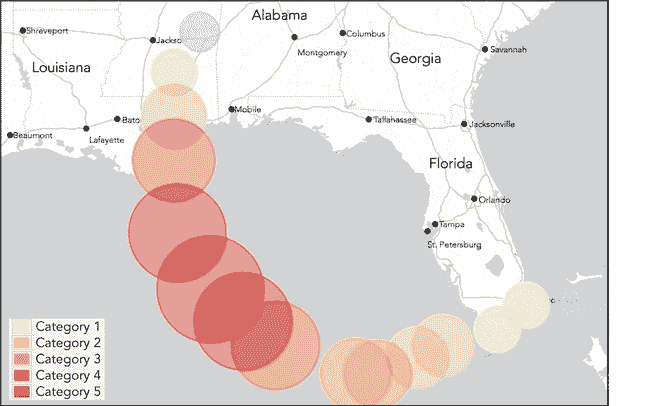 Alabama
Shreveport
Jackso
Columbus
Montgomery
Georgia
Savannah
Louisiana
Mobile
Bato
Tallahassee
Jacksonville
Beaumont
Lafayette
Florida
Orlando
Tampa
St. Petersburg
Category 1
Category 2
Category 3
Category 4
Category 5